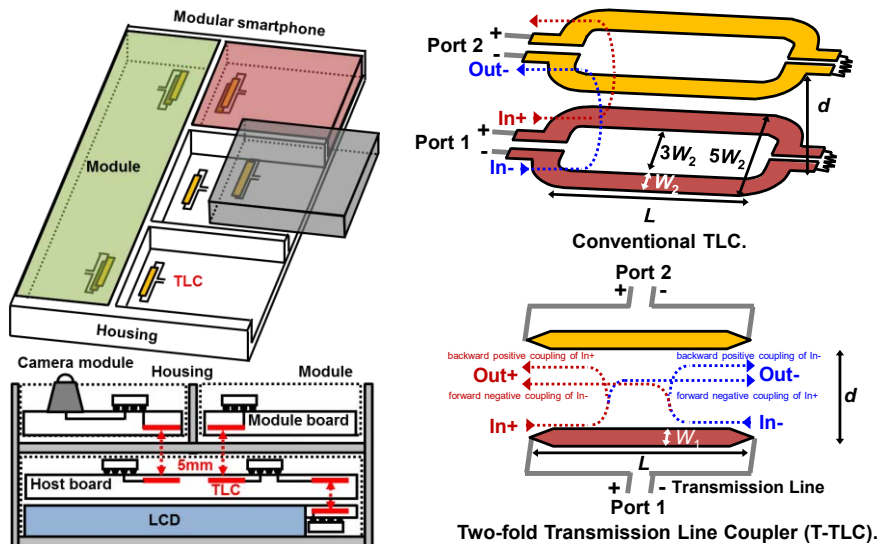 Modular smartphone
Module
TLC
Housing
Camera module
Housing
Module
Module board
5mm
Host board
TLC
LCD
+
Port 2
-
Out-
In+
+
Port 1
-
In-
3W2
5W2
W2
d
L
Conventional TLC.
Port 2
+ -
backward positive coupling of In+
backward positive coupling of In-
Out+
Out-
forward negative coupling of In-
forward negative coupling of In+
d
In+
In-
W1
L
+ -
Transmission Line
Port 1
Two-fold Transmission Line Coupler (T-TLC).